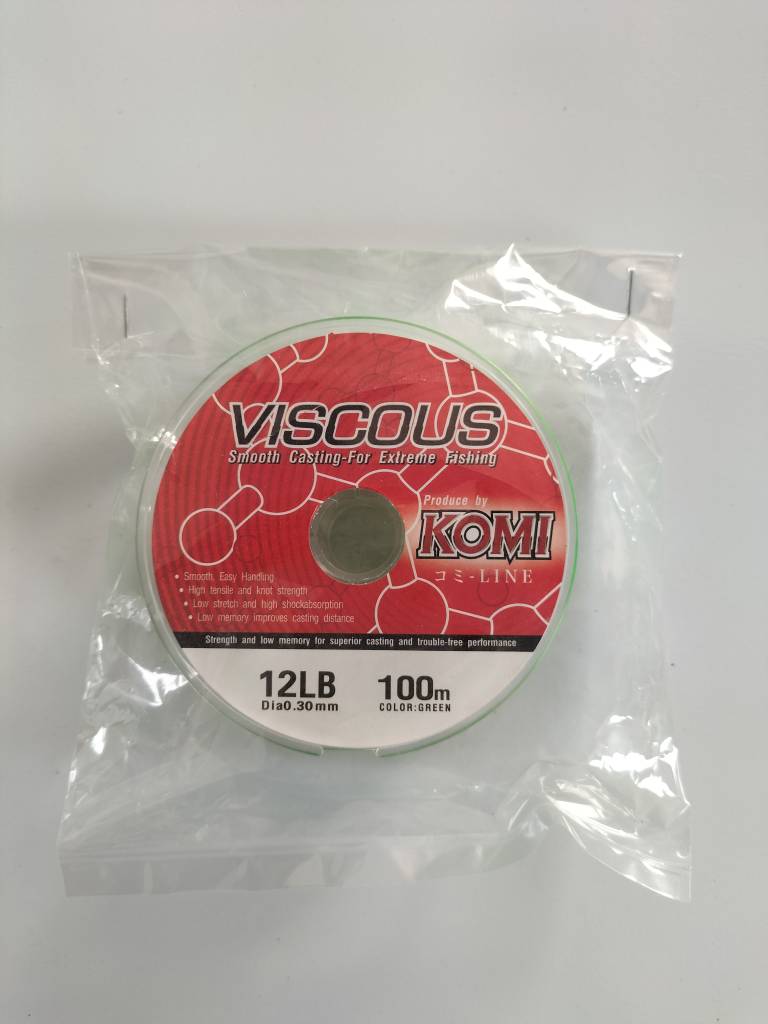 VISCOUS
Smooth Casting-For Extreme Fishing
Produce by
KOMI
コミ-LINE
• Smooth, Easy Handling
• High tensile and knot strength
• Low stretch and high shockabsorption
• Low memory improves casting distance
Strength and low memory for superior casting and trouble-free performance
12LB
Dia0.30mm
100m
COLOR:GREEN